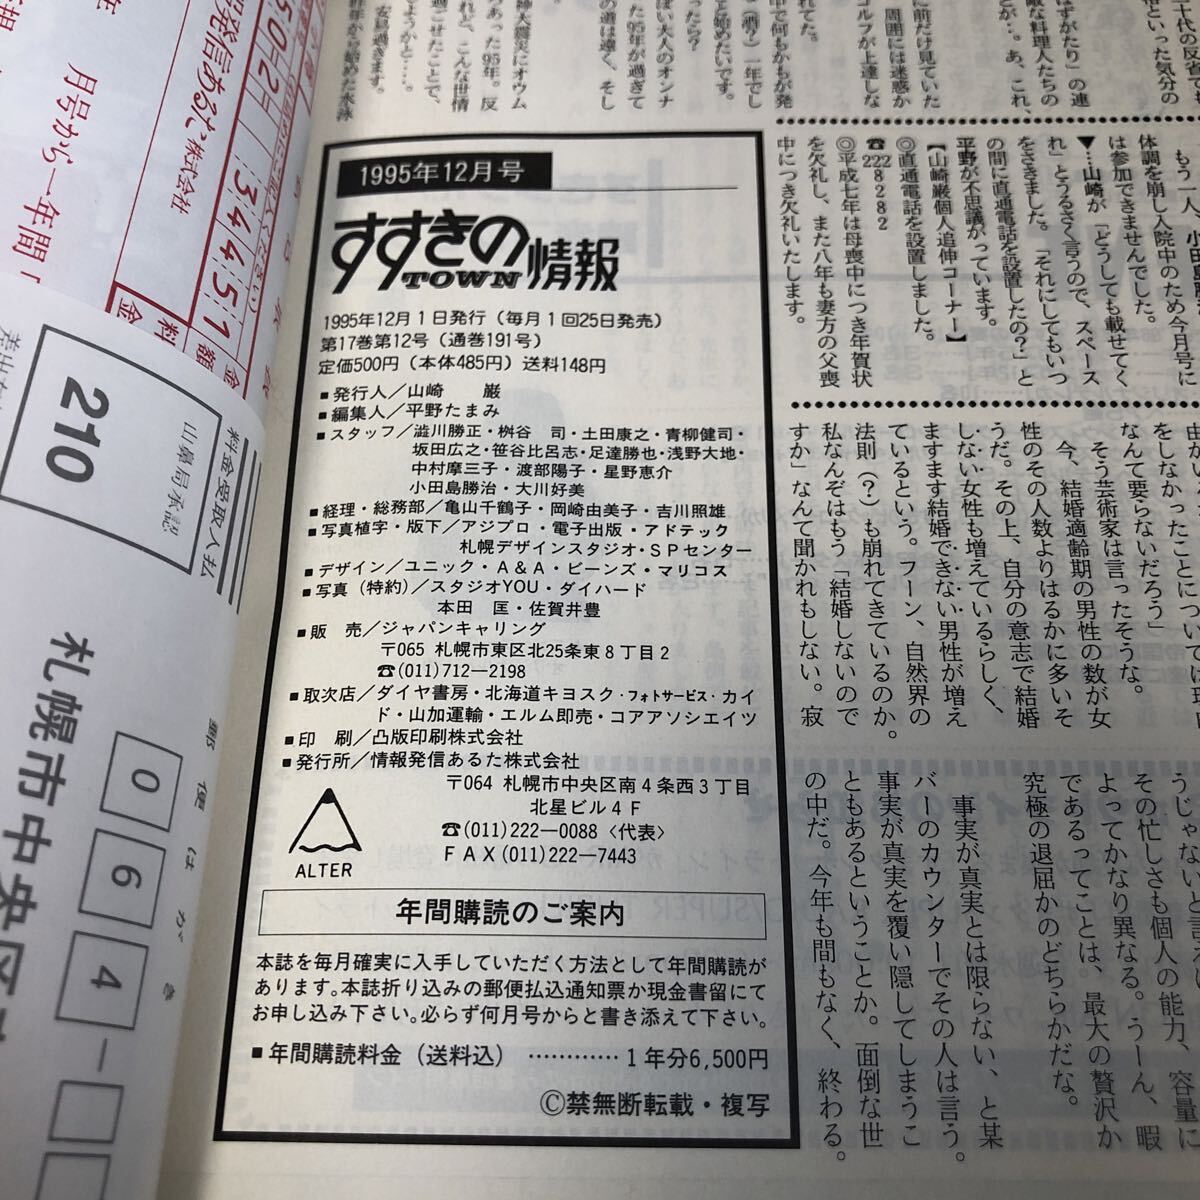 1995年12月号
すすきのTOWN情報
1995年12月1日発行（毎月1回25日発売）
第17巻第12号（通巻191号）
定価500円（本体485円）送料148円
■発行人／山崎　巌
■編集人／平野たまみ
■スタッフ／澁川勝正・桝谷　司・土田康之・青柳健司・
坂田広之・笹谷比呂志・足達勝也・浅野大地・
中村摩三子・渡部陽子・星野恵介
小田島勝治・大川好美
■経理・総務部／亀山千鶴子・岡崎由美子・吉川照雄
■写真植字・版下／アジプロ・電子出版・アドテック
札幌デザインスタジオ・SPセンター
■デザイン／ユニック・A&A・ビーンズ・マリコス
■写真（特約）／スタジオYOU・ダイハード
本田　匡・佐賀井豊
■販　売／ジャパンキャリング
〒065 札幌市東区北25条東8丁目2
☎(011)712—2198
■取次店／ダイヤ書房・北海道キヨスク・フォトサービス・カイ
ド・山加運輸・エルム即売・コアアソシエイツ
■印　刷／凸版印刷株式会社
■発行所／情報発信あるた株式会社
〒064 札幌市中央区南4条西3丁目
北星ビル4F
☎(011)222—0088〈代表〉
FAX(011)222—7443
ALTER
年間購読のご案内
本誌を毎月確実に入手していただく方法として年間購読が
あります。本誌折り込みの郵便払込通知票か現金書留にて
お申し込み下さい。必らず何月号からと書き添えて下さい。
■年間購読料金（送料込）…………1年分6,500円
©禁無断転載・複写
体調を崩し入院中のため今月号に
は参加できませんでした。
▼…山崎が「どうしても載せてく
れ」とうるさく言うので、スペース
をさきました。「それにしてもいつ
の間に直通電話を設置したの？」と
平野が不思議がっています。
【山崎巌個人追伸コーナー】
◎直通電話を設置しました。
☎222 8282
◎平成七年は母喪中につき年賀状
を欠礼し、また八年も妻方の父喪
中につき欠礼いたします。
をしなかったことについては
なんて要らないだろう」
そう芸術家は言ったそうな。
今、結婚適齢期の男性の数が女
性のその人数よりはるかに多いそ
うだ。その上、自分の意志で結婚
しない女性も増えているらしく、
ますます結婚できない男性が増え
ているという。フーン、自然界の
法則（？）も崩れてきているのか。
私なんぞはもう「結婚しないので
すか」なんて聞かれもしない。寂
その忙しさも個人の能力、容量に
よってかなり異なる。うーん、暇
であるってことは、最大の贅沢か
究極の退屈かのどちらかだな。
事実が真実とは限らない、と某
バーのカウンターでその人は言う。
事実が真実を覆い隠してしまうこ
ともあるということか。面倒な世
の中だ。今年も間もなく、終わる。
月号から一年間
発信あるた株式会社
34451
料金受取人払
山鼻局承認
210
郵便はがき
064-
札幌市中央区